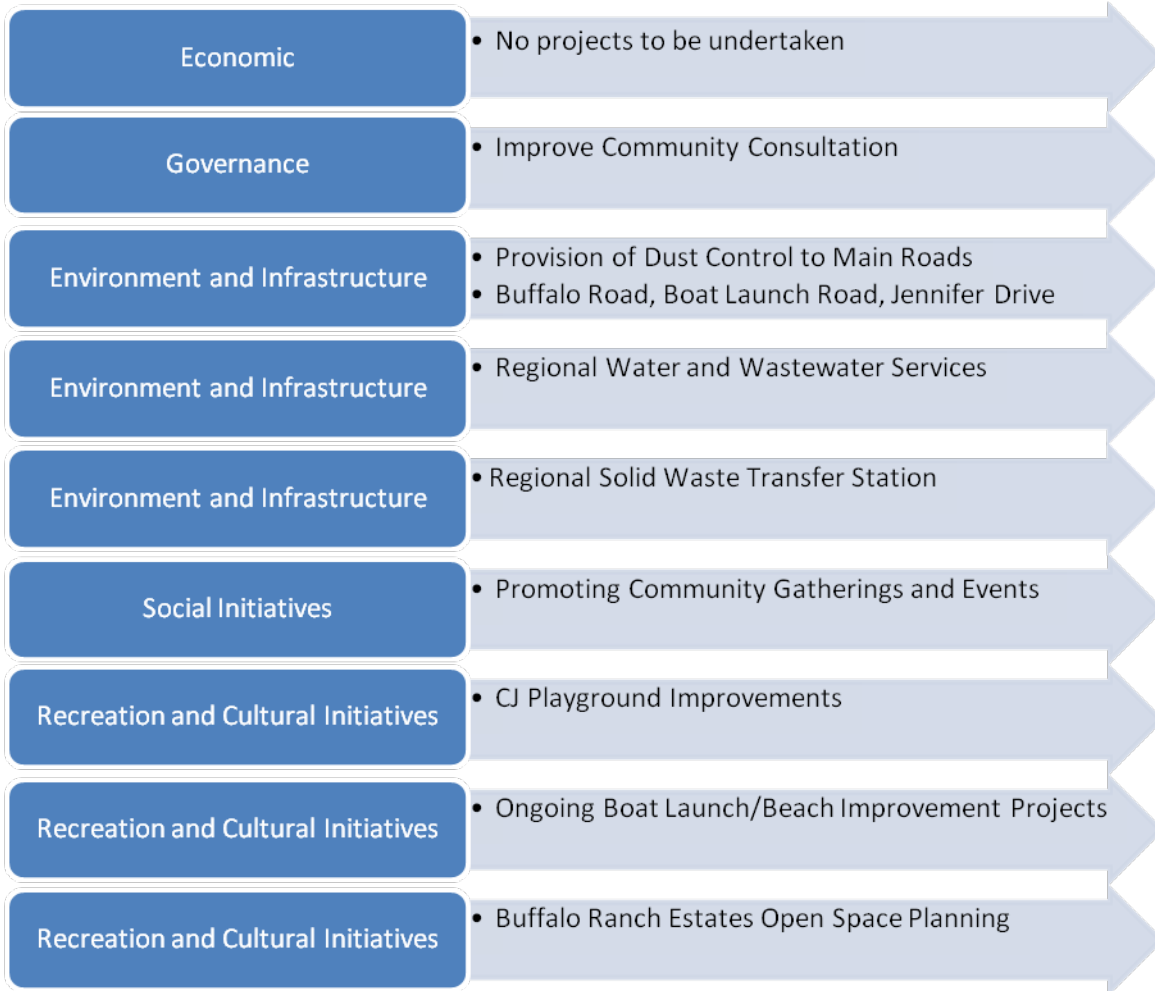 Economic
• No projects to be undertaken
Governance
• Improve Community Consultation
Environment and Infrastructure
• Provision of Dust Control to Main Roads
• Buffalo Road, Boat Launch Road, Jennifer Drive
Environment and Infrastructure
• Regional Water and Wastewater Services
Environment and Infrastructure
• Regional Solid Waste Transfer Station
Social Initiatives
• Promoting Community Gatherings and Events
Recreation and Cultural Initiatives
• CJ Playground Improvements
Recreation and Cultural Initiatives
• Ongoing Boat Launch/Beach Improvement Projects
Recreation and Cultural Initiatives
• Buffalo Ranch Estates Open Space Planning